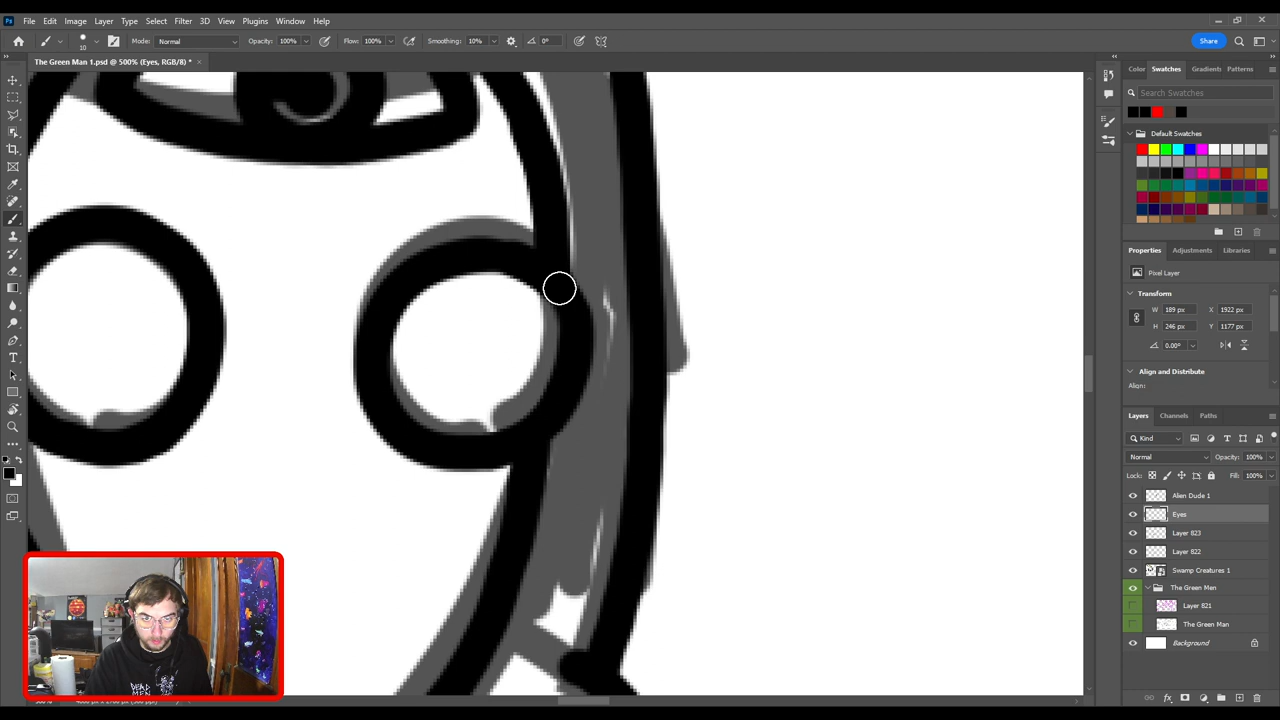 Ps File Edit Image Layer Type Select Filter 3D View Plugins Window Help
10 Mode: Normal Opacity: 100% Flow: 100% Smoothing: 10% 0° Share
The Green Man 1.psd @ 500% (Eyes, RGB/8) *
Color Swatches Gradients Patterns
Search Swatches
Default Swatches
Properties Adjustments Libraries
Pixel Layer
Transform
W 189 px X 1922 px
H 246 px Y 1177 px
0.00°
Align and Distribute
Align:
Layers Channels Paths
Kind
Normal Opacity: 100%
Lock: Fill: 100%
Alien Dude 1
Eyes
Layer 823
Layer 822
Swamp Creatures 1
The Green Men
Layer 821
The Green Man
Background
DEAD
MEN